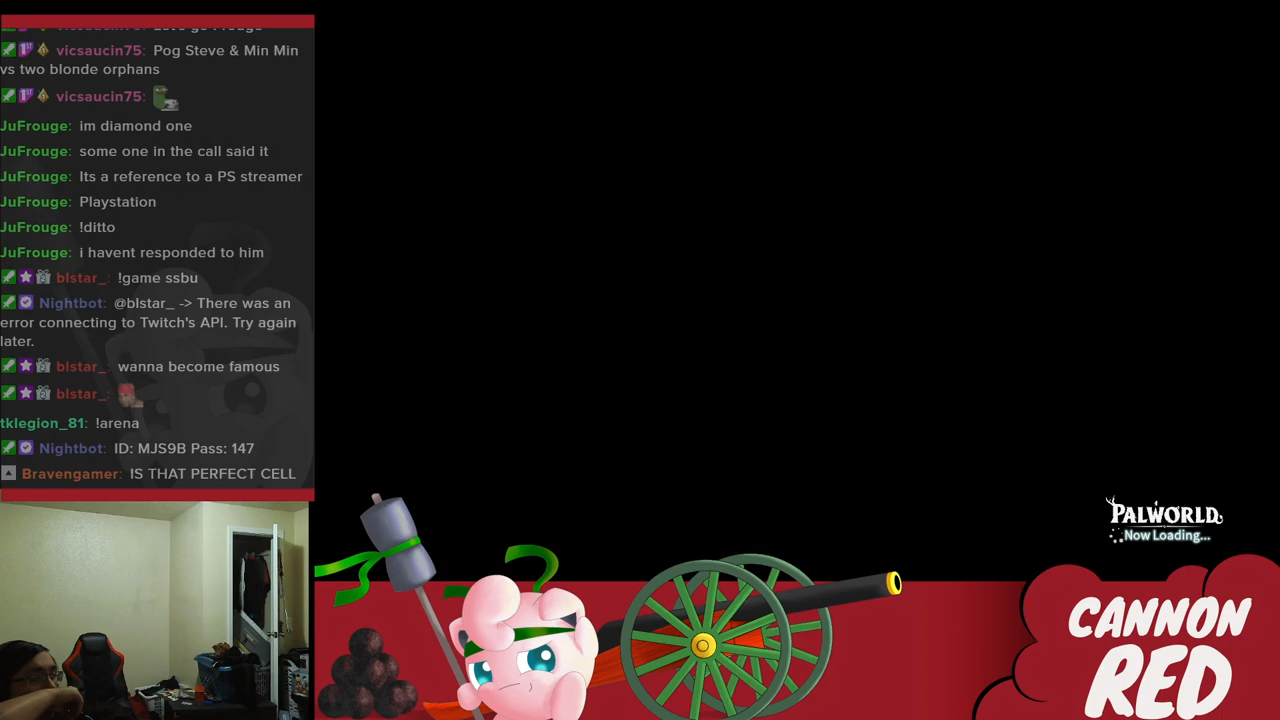 vicsaucin75: Pog Steve & Min Min
vs two blonde orphans
vicsaucin75:
JuFrouge: im diamond one
JuFrouge: some one in the call said it
JuFrouge: Its a reference to a PS streamer
JuFrouge: Playstation
JuFrouge: !ditto
JuFrouge: i havent responded to him
blstar_: !game ssbu
Nightbot: @blstar_ -> There was an
error connecting to Twitch's API. Try again
later.
blstar_: wanna become famous
blstar_:
tklegion_81: !arena
Nightbot: ID: MJS9B Pass: 147
Bravengamer: IS THAT PERFECT CELL
PALWORLD
Now Loading...
CANNON
RED